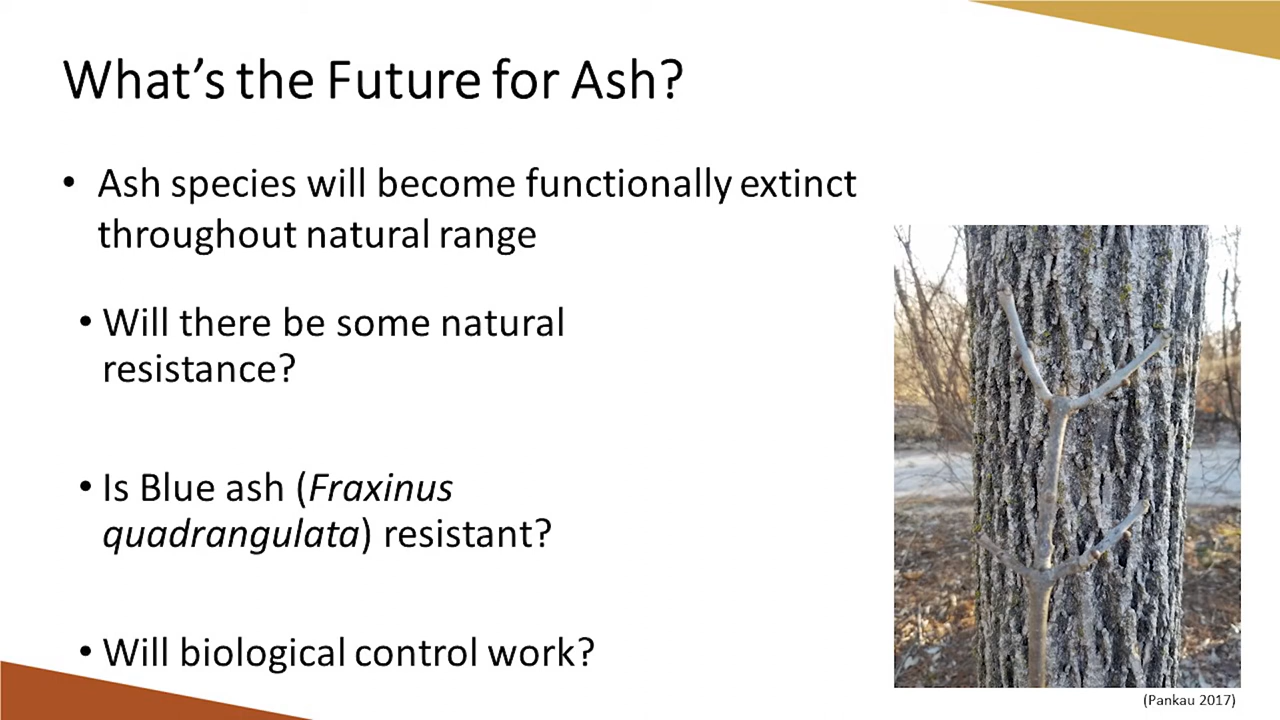 What's the Future for Ash?
• Ash species will become functionally extinct
throughout natural range
• Will there be some natural
resistance?
• Is Blue ash (Fraxinus
quadrangulata) resistant?
• Will biological control work?
(Pankau 2017)